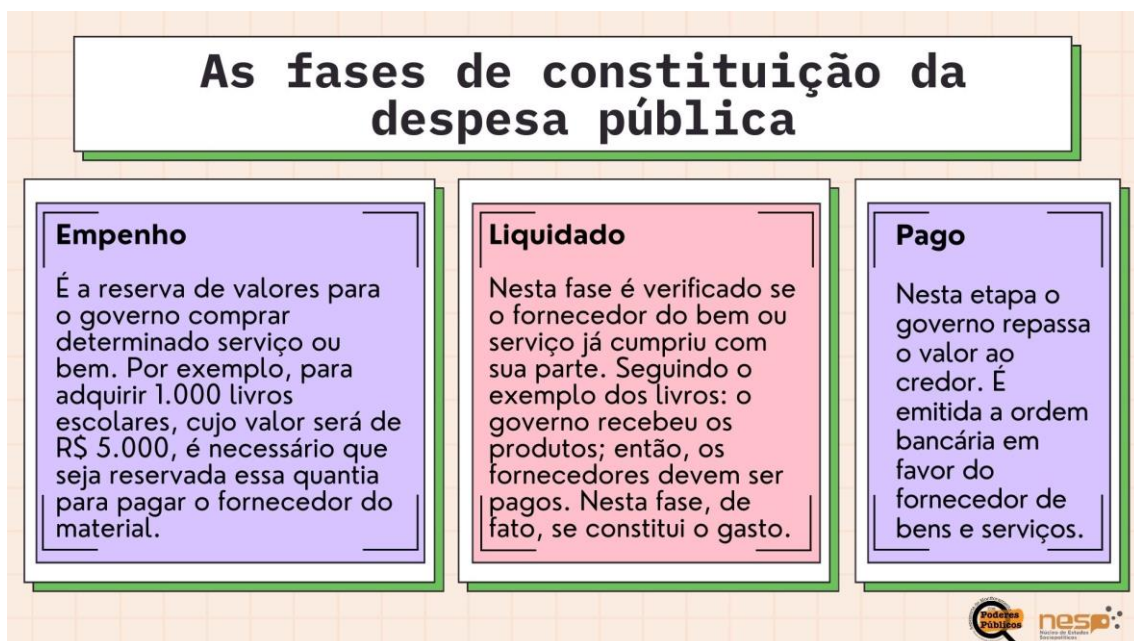 As fases de constituição da
despesa pública
Empenho
É a reserva de valores para
o governo comprar
determinado serviço ou
bem. Por exemplo, para
adquirir 1.000 livros
escolares, cujo valor será de
R$ 5.000, é necessário que
seja reservada essa quantia
para pagar o fornecedor do
material.
Liquidado
Nesta fase é verificado se
o fornecedor do bem ou
serviço já cumpriu com
sua parte. Seguindo o
exemplo dos livros: o
governo recebeu os
produtos; então, os
fornecedores devem ser
pagos. Nesta fase, de
fato, se constitui o gasto.
Pago
Nesta etapa o
governo repassa
o valor ao
credor. É
emitida a ordem
bancária em
favor do
fornecedor de
bens e serviços.
Poderes
Públicos
nesp
Núcleo de Estudos
Sociopolíticos